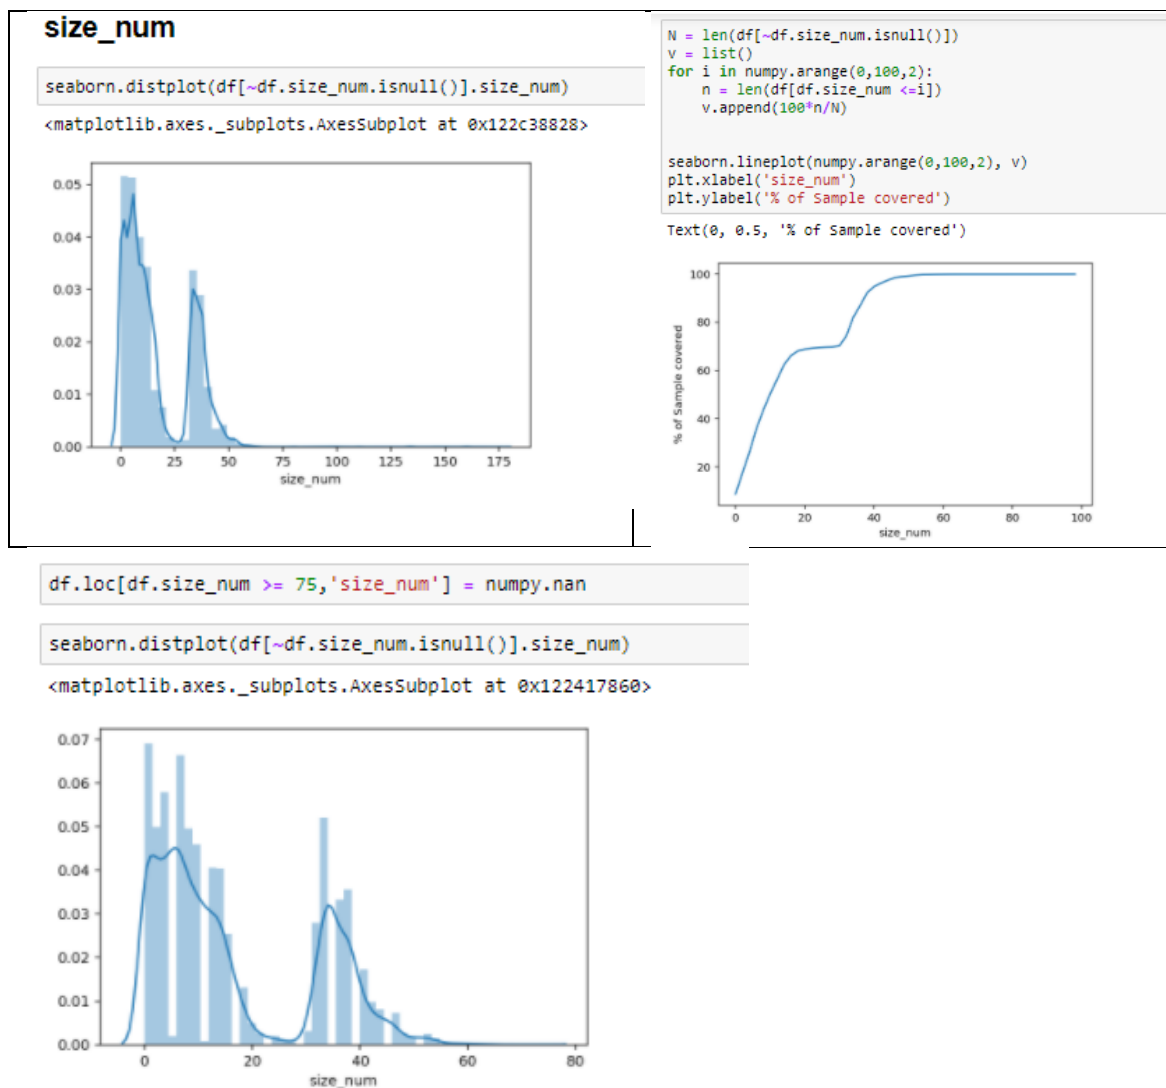 size_num
seaborn.distplot(df[~df.size_num.isnull()].size_num)
<matplotlib.axes._subplots.AxesSubplot at 0x122c38828>
0.05
0.04
0.03
0.02
0.01
0.00
0 25 50 75 100 125 150 175
size_num
N = len(df[~df.size_num.isnull()])
v = list()
for i in numpy.arange(0,100,2):
    n = len(df[df.size_num <=i])
    v.append(100*n/N)
seaborn.lineplot(numpy.arange(0,100,2), v)
plt.xlabel('size_num')
plt.ylabel('% of Sample covered')
Text(0, 0.5, '% of Sample covered')
100
80
60
40
20
% of Sample covered
0 20 40 60 80 100
size_num
df.loc[df.size_num >= 75,'size_num'] = numpy.nan
seaborn.distplot(df[~df.size_num.isnull()].size_num)
<matplotlib.axes._subplots.AxesSubplot at 0x122417860>
0.07
0.06
0.05
0.04
0.03
0.02
0.01
0.00
0 20 40 60 80
size_num